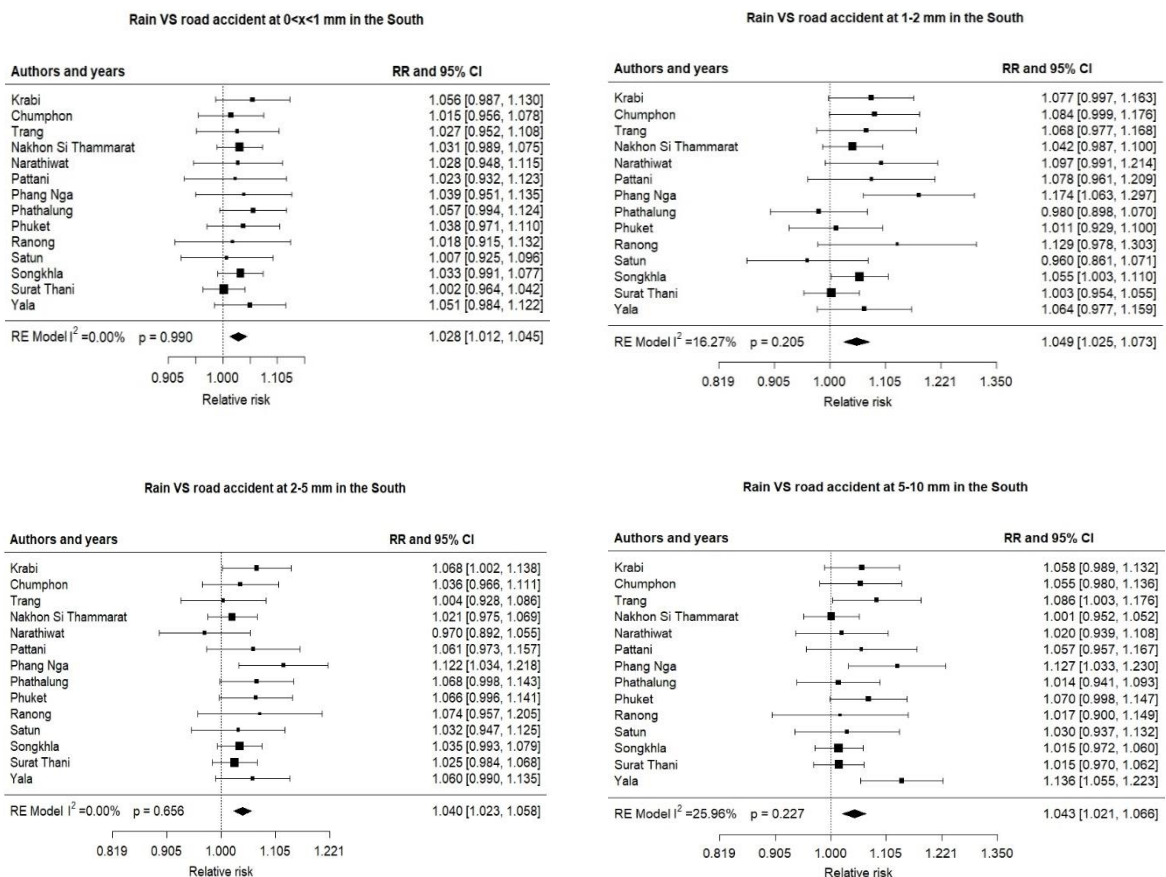 Rain VS road accident at 0<x<1 mm in the South
Authors and years RR and 95% CI
Krabi 1.056 [0.987, 1.130]
Chumphon 1.015 [0.956, 1.078]
Trang 1.027 [0.952, 1.108]
Nakhon Si Thammarat 1.031 [0.989, 1.075]
Narathiwat 1.028 [0.948, 1.115]
Pattani 1.023 [0.932, 1.123]
Phang Nga 1.039 [0.951, 1.135]
Phathalung 1.057 [0.994, 1.124]
Phuket 1.038 [0.971, 1.110]
Ranong 1.018 [0.915, 1.132]
Satun 1.007 [0.925, 1.096]
Songkhla 1.033 [0.991, 1.077]
Surat Thani 1.002 [0.964, 1.042]
Yala 1.051 [0.984, 1.122]
RE Model I² =0.00% p = 0.990 1.028 [1.012, 1.045]
0.905 1.000 1.105
Relative risk
Rain VS road accident at 1-2 mm in the South
Authors and years RR and 95% CI
Krabi 1.077 [0.997, 1.163]
Chumphon 1.084 [0.999, 1.176]
Trang 1.068 [0.977, 1.168]
Nakhon Si Thammarat 1.042 [0.987, 1.100]
Narathiwat 1.097 [0.991, 1.214]
Pattani 1.078 [0.961, 1.209]
Phang Nga 1.174 [1.063, 1.297]
Phathalung 0.980 [0.898, 1.070]
Phuket 1.011 [0.929, 1.100]
Ranong 1.129 [0.978, 1.303]
Satun 0.960 [0.861, 1.071]
Songkhla 1.055 [1.003, 1.110]
Surat Thani 1.003 [0.954, 1.055]
Yala 1.064 [0.977, 1.159]
RE Model I² =16.27% p = 0.205 1.049 [1.025, 1.073]
0.819 0.905 1.000 1.105 1.221 1.350
Relative risk
Rain VS road accident at 2-5 mm in the South
Authors and years RR and 95% CI
Krabi 1.068 [1.002, 1.138]
Chumphon 1.036 [0.966, 1.111]
Trang 1.004 [0.928, 1.086]
Nakhon Si Thammarat 1.021 [0.975, 1.069]
Narathiwat 0.970 [0.892, 1.055]
Pattani 1.061 [0.973, 1.157]
Phang Nga 1.122 [1.034, 1.218]
Phathalung 1.068 [0.998, 1.143]
Phuket 1.066 [0.996, 1.141]
Ranong 1.074 [0.957, 1.205]
Satun 1.032 [0.947, 1.125]
Songkhla 1.035 [0.993, 1.079]
Surat Thani 1.025 [0.984, 1.068]
Yala 1.060 [0.990, 1.135]
RE Model I² =0.00% p = 0.656 1.040 [1.023, 1.058]
0.819 0.905 1.000 1.105 1.221
Relative risk
Rain VS road accident at 5-10 mm in the South
Authors and years RR and 95% CI
Krabi 1.058 [0.989, 1.132]
Chumphon 1.055 [0.980, 1.136]
Trang 1.086 [1.003, 1.176]
Nakhon Si Thammarat 1.001 [0.952, 1.052]
Narathiwat 1.020 [0.939, 1.108]
Pattani 1.057 [0.957, 1.167]
Phang Nga 1.127 [1.033, 1.230]
Phathalung 1.014 [0.941, 1.093]
Phuket 1.070 [0.998, 1.147]
Ranong 1.017 [0.900, 1.149]
Satun 1.030 [0.937, 1.132]
Songkhla 1.015 [0.972, 1.060]
Surat Thani 1.015 [0.970, 1.062]
Yala 1.136 [1.055, 1.223]
RE Model I² =25.96% p = 0.227 1.043 [1.021, 1.066]
0.819 0.905 1.000 1.105 1.221 1.350
Relative risk